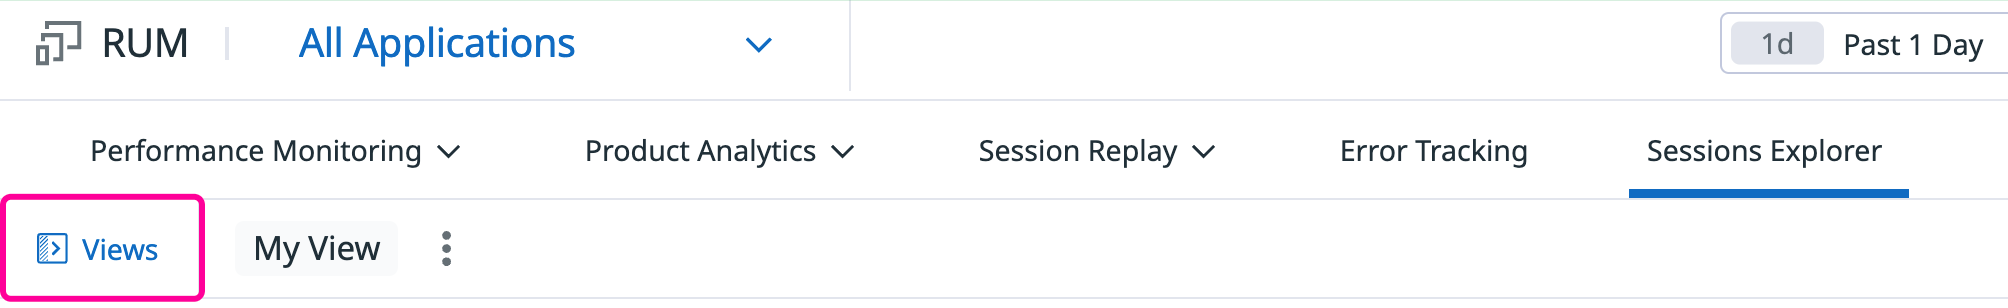 RUM All Applications 1d Past 1 Day
Performance Monitoring Product Analytics Session Replay Error Tracking Sessions Explorer
Views My View